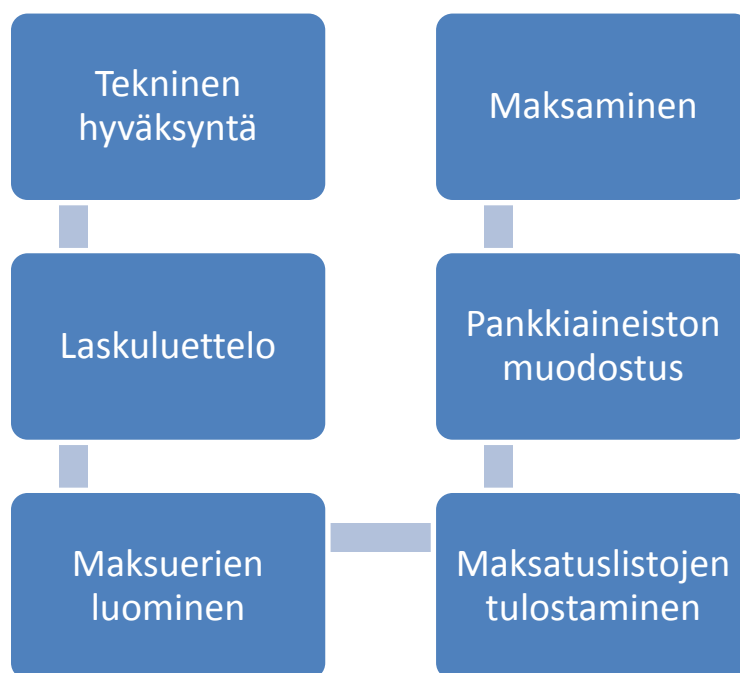 Tekninen
hyväksyntä
Laskuluettelo
Maksuerien
luominen
Maksatuslistojen
tulostaminen
Pankkiaineiston
muodostus
Maksaminen